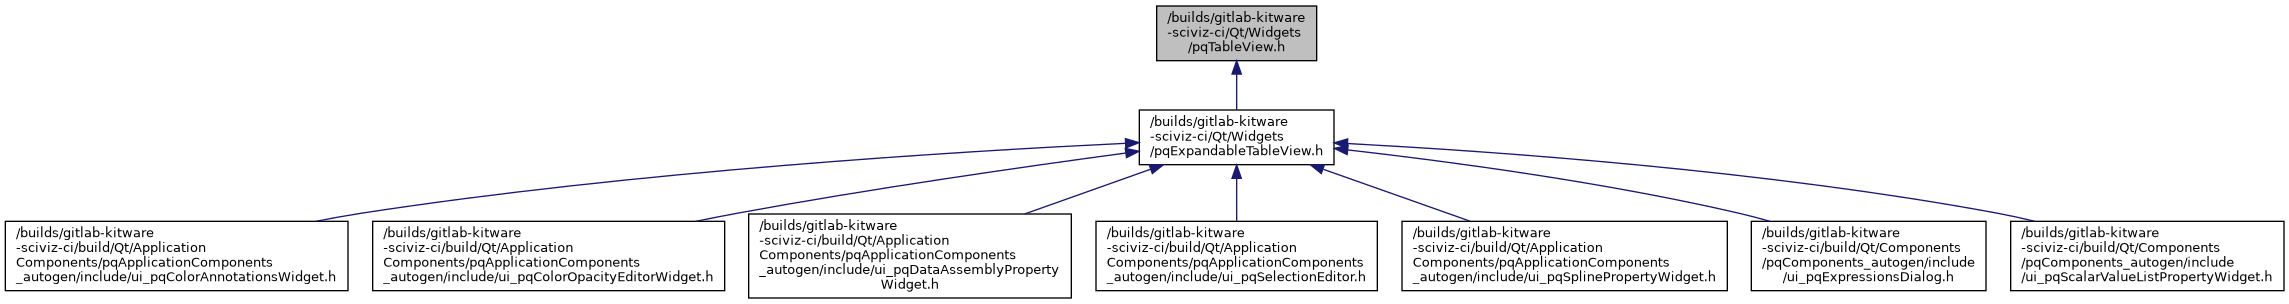 /builds/gitlab-kitware
-sciviz-ci/Qt/Widgets
/pqTableView.h
/builds/gitlab-kitware
-sciviz-ci/Qt/Widgets
/pqExpandableTableView.h
/builds/gitlab-kitware
-sciviz-ci/build/Qt/Application
Components/pqApplicationComponents
_autogen/include/ui_pqColorAnnotationsWidget.h
/builds/gitlab-kitware
-sciviz-ci/build/Qt/Application
Components/pqApplicationComponents
_autogen/include/ui_pqColorOpacityEditorWidget.h
/builds/gitlab-kitware
-sciviz-ci/build/Qt/Application
Components/pqApplicationComponents
_autogen/include/ui_pqDataAssemblyProperty
Widget.h
/builds/gitlab-kitware
-sciviz-ci/build/Qt/Application
Components/pqApplicationComponents
_autogen/include/ui_pqSelectionEditor.h
/builds/gitlab-kitware
-sciviz-ci/build/Qt/Application
Components/pqApplicationComponents
_autogen/include/ui_pqSplinePropertyWidget.h
/builds/gitlab-kitware
-sciviz-ci/build/Qt/Components
/pqComponents_autogen/include
/ui_pqExpressionsDialog.h
/builds/gitlab-kitware
-sciviz-ci/build/Qt/Components
/pqComponents_autogen/include
/ui_pqScalarValueListPropertyWidget.h